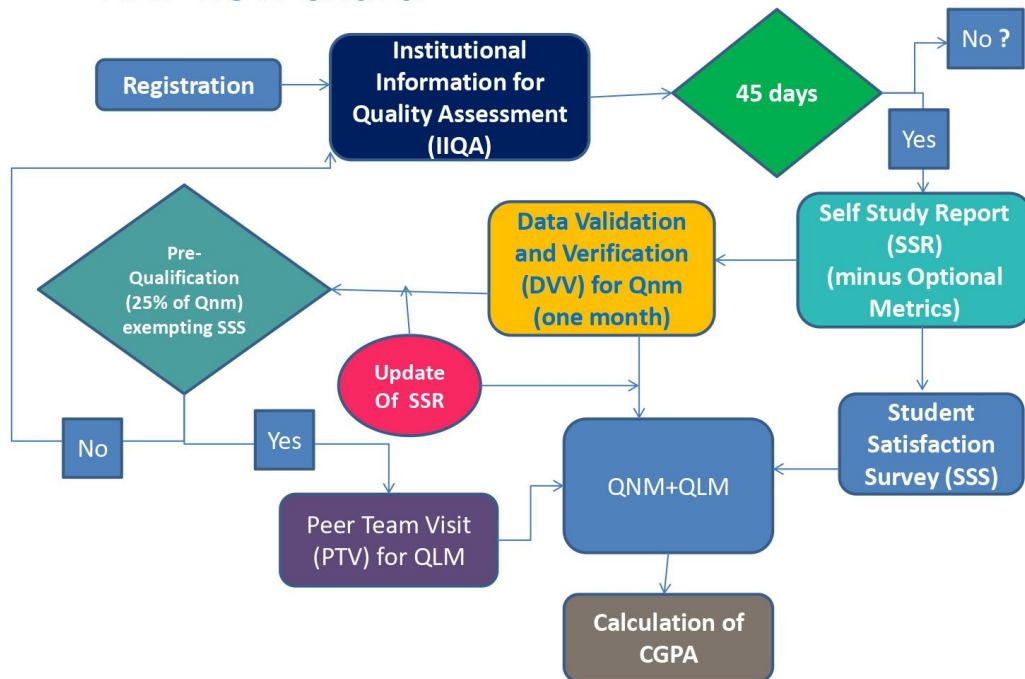 Registration
Institutional
Information for
Quality Assessment
(IIQA)
45 days
No ?
Yes
Self Study Report
(SSR)
(minus Optional
Metrics)
Data Validation
and Verification
(DVV) for Qnm
(one month)
Pre-
Qualification
(25% of Qnm)
exempting SSS
Update
Of SSR
No
Yes
Student
Satisfaction
Survey (SSS)
QNM+QLM
Peer Team Visit
(PTV) for QLM
Calculation of
CGPA